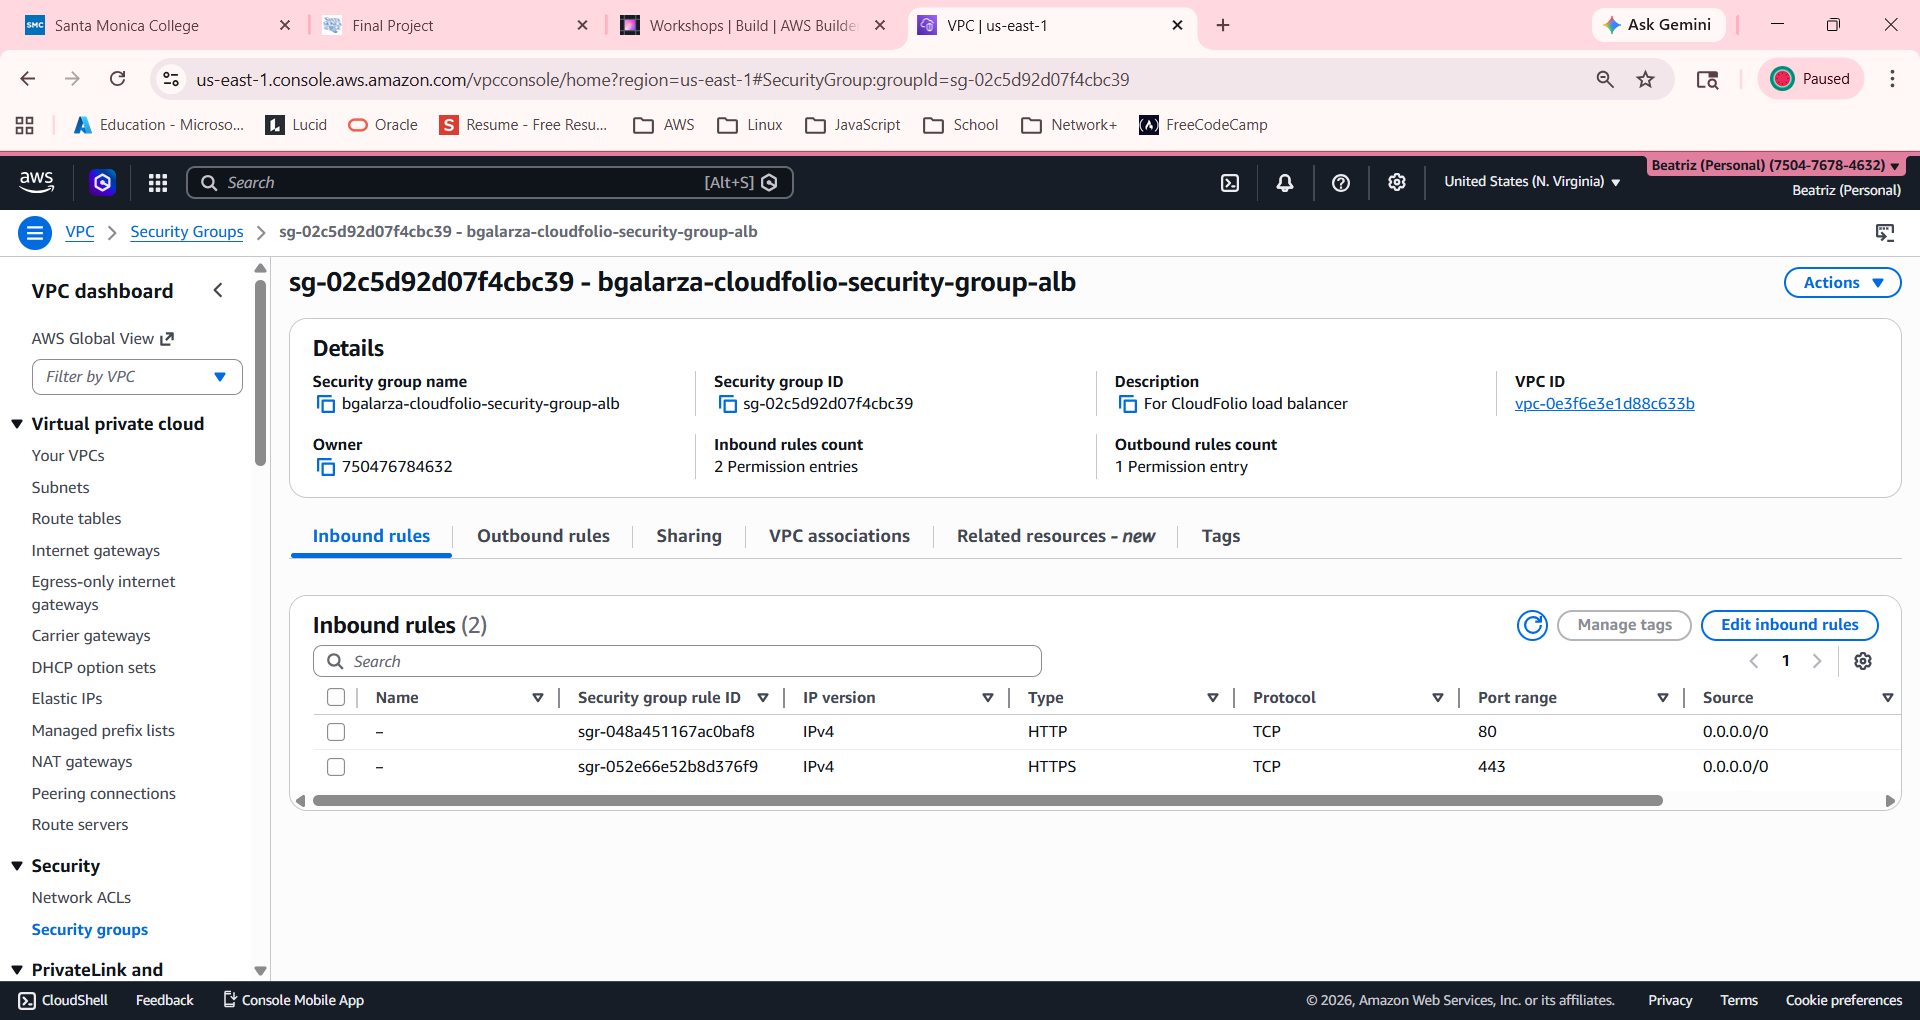 SMC Santa Monica College
Final Project
Workshops | Build | AWS Builde
VPC | us-east-1
Ask Gemini
us-east-1.console.aws.amazon.com/vpcconsole/home?region=us-east-1#SecurityGroup:groupId=sg-02c5d92d07f4cbc39
Paused
Education - Microso...
Lucid
Oracle
S Resume - Free Resu...
AWS
Linux
JavaScript
School
Network+
FreeCodeCamp
aws
Search
[Alt+S]
United States (N. Virginia)
Beatriz (Personal) (7504-7678-4632)
Beatriz (Personal)
VPC
Security Groups
sg-02c5d92d07f4cbc39 - bgalarza-cloudfolio-security-group-alb
VPC dashboard
AWS Global View
Filter by VPC
Virtual private cloud
Your VPCs
Subnets
Route tables
Internet gateways
Egress-only internet
gateways
Carrier gateways
DHCP option sets
Elastic IPs
Managed prefix lists
NAT gateways
Peering connections
Route servers
Security
Network ACLs
Security groups
PrivateLink and
sg-02c5d92d07f4cbc39 - bgalarza-cloudfolio-security-group-alb
Actions
Details
Security group name
bgalarza-cloudfolio-security-group-alb
Security group ID
sg-02c5d92d07f4cbc39
Description
For CloudFolio load balancer
VPC ID
vpc-0e3f6e3e1d88c633b
Owner
750476784632
Inbound rules count
2 Permission entries
Outbound rules count
1 Permission entry
Inbound rules
Outbound rules
Sharing
VPC associations
Related resources - new
Tags
Inbound rules (2)
Manage tags
Edit inbound rules
Search
1
Name Security group rule ID IP version Type Protocol Port range Source
– sgr-048a451167ac0baf8 IPv4 HTTP TCP 80 0.0.0.0/0
– sgr-052e66e52b8d376f9 IPv4 HTTPS TCP 443 0.0.0.0/0
CloudShell
Feedback
Console Mobile App
© 2026, Amazon Web Services, Inc. or its affiliates.
Privacy
Terms
Cookie preferences